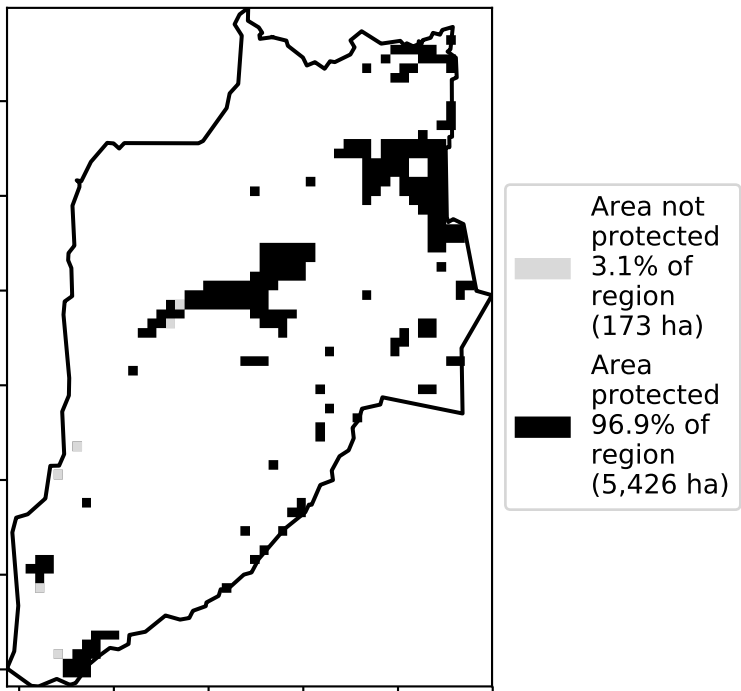 Area not
protected
3.1% of
region
(173 ha)
Area
protected
96.9% of
region
(5,426 ha)